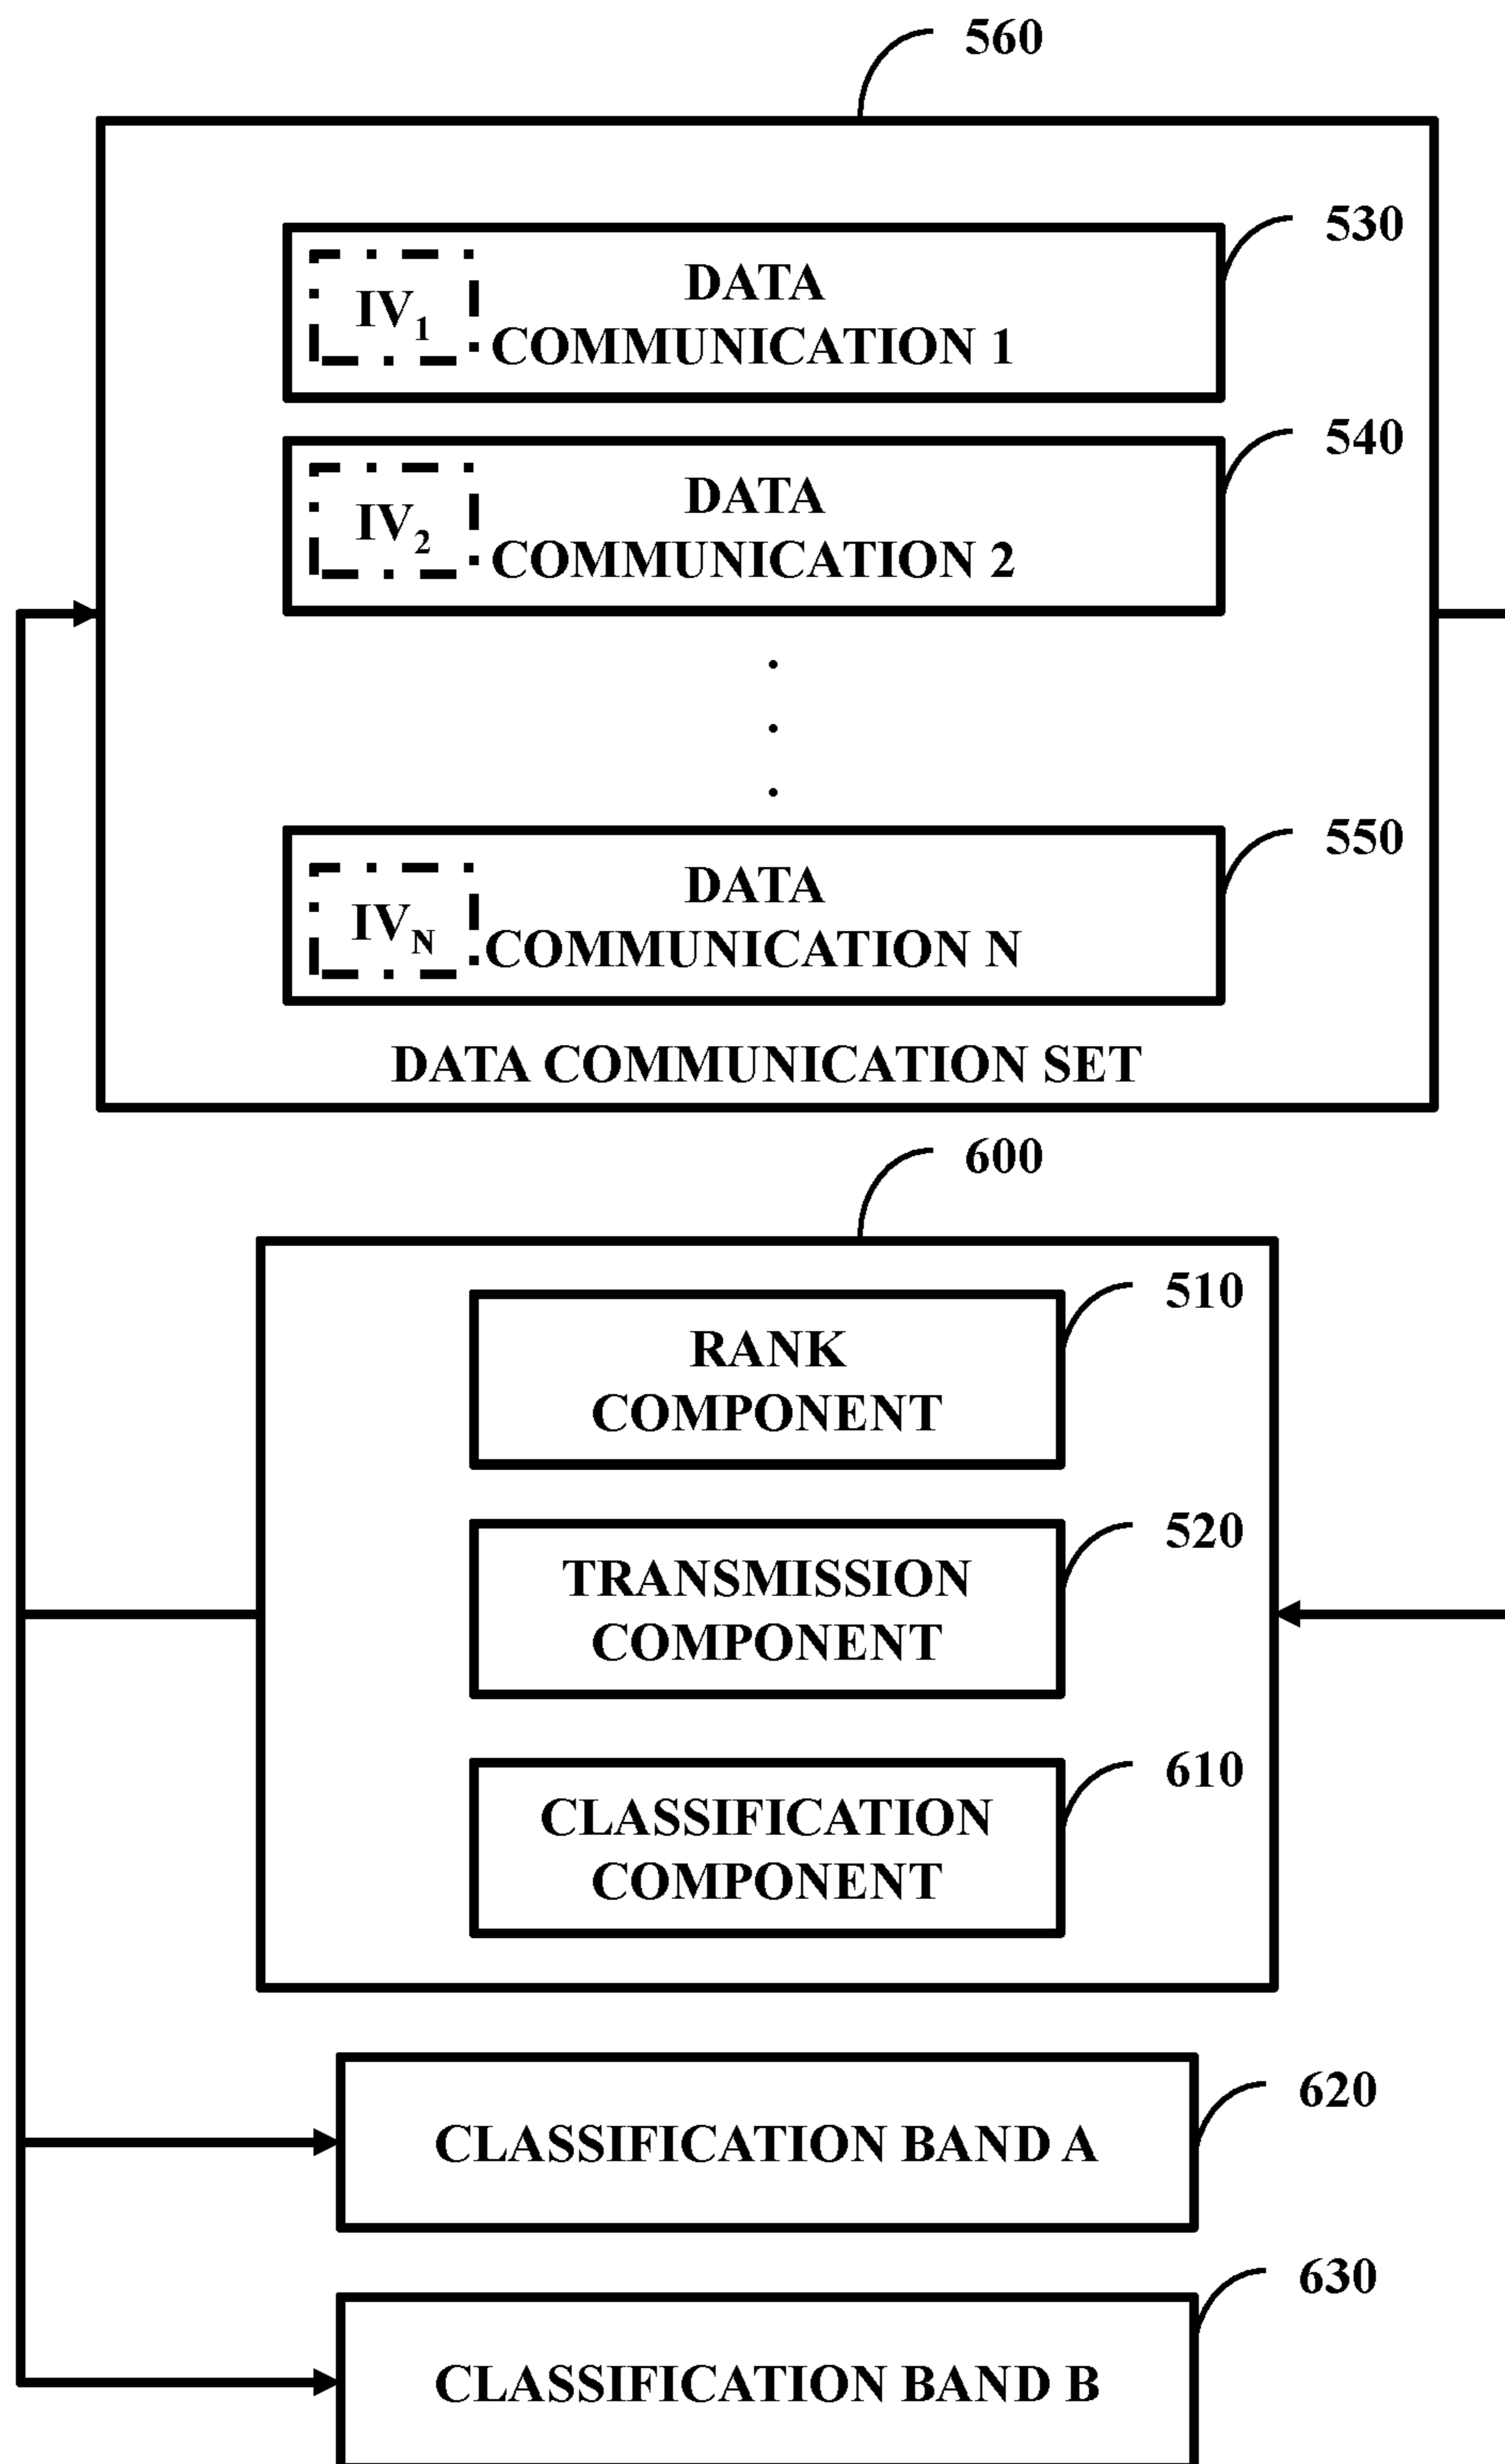 560
530
IV1
DATA
COMMUNICATION 1
540
IV2
DATA
COMMUNICATION 2
.
.
.
550
IVN
DATA
COMMUNICATION N
DATA COMMUNICATION SET
600
510
RANK
COMPONENT
520
TRANSMISSION
COMPONENT
610
CLASSIFICATION
COMPONENT
620
CLASSIFICATION BAND A
630
CLASSIFICATION BAND B